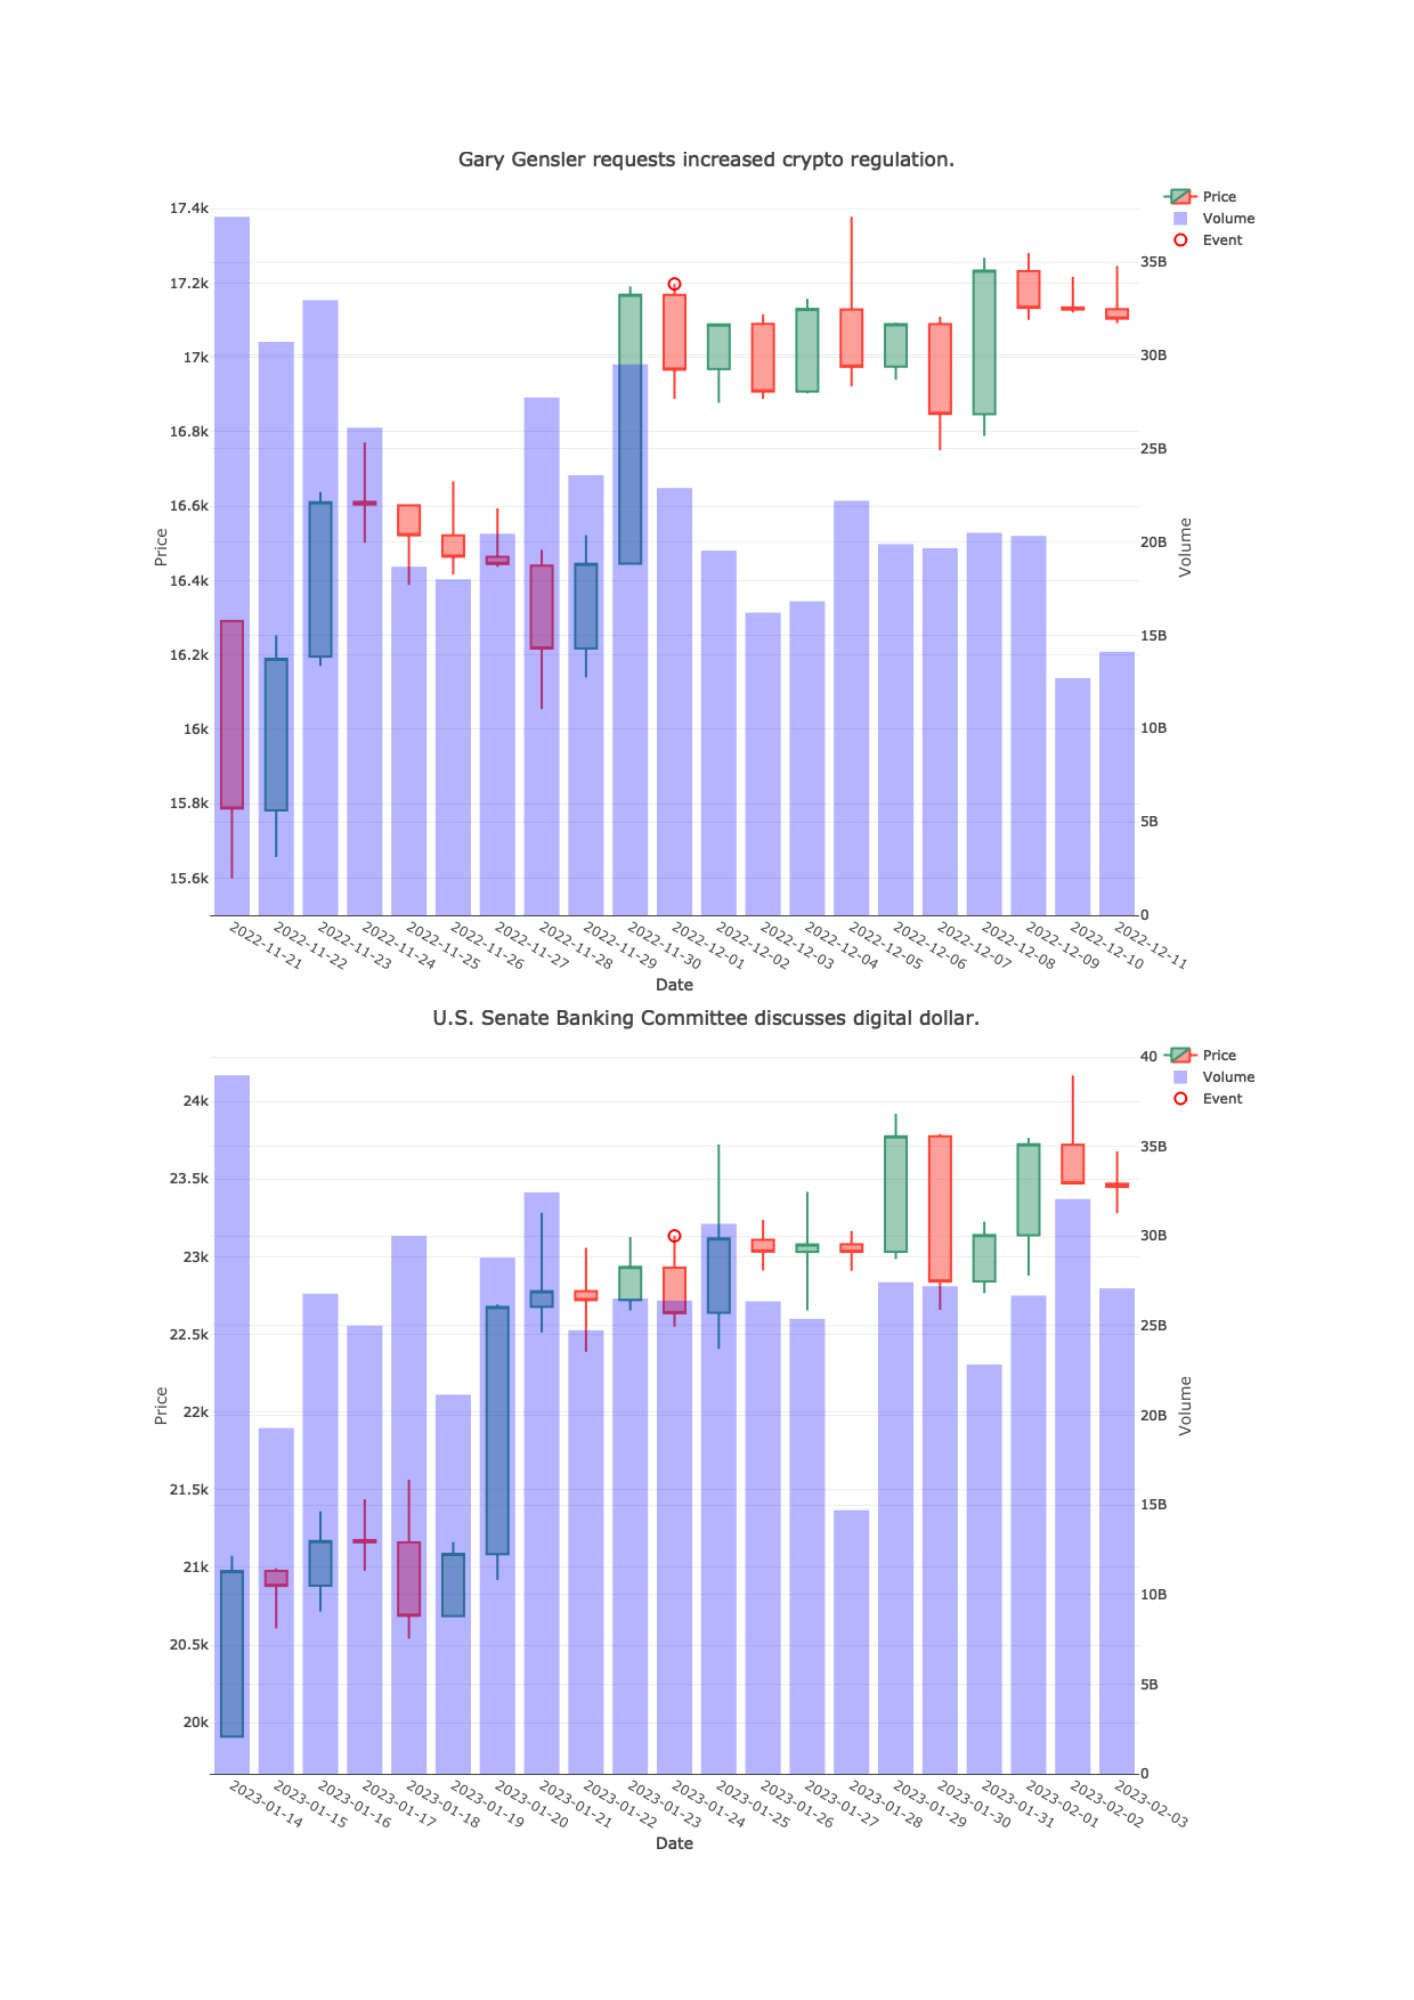 Gary Gensler requests increased crypto regulation.
Price
Volume
Event
17.4k
17.2k
17k
16.8k
16.6k
16.4k
16.2k
16k
15.8k
15.6k
Price
35B
30B
25B
20B
15B
10B
5B
0
Volume
2022-11-21
2022-11-22
2022-11-23
2022-11-24
2022-11-25
2022-11-26
2022-11-27
2022-11-28
2022-11-29
2022-11-30
2022-12-01
2022-12-02
2022-12-03
2022-12-04
2022-12-05
2022-12-06
2022-12-07
2022-12-08
2022-12-09
2022-12-10
2022-12-11
Date
U.S. Senate Banking Committee discusses digital dollar.
Price
Volume
Event
24k
23.5k
23k
22.5k
22k
21.5k
21k
20.5k
20k
Price
40
35B
30B
25B
20B
15B
10B
5B
0
Volume
2023-01-14
2023-01-15
2023-01-16
2023-01-17
2023-01-18
2023-01-19
2023-01-20
2023-01-21
2023-01-22
2023-01-23
2023-01-24
2023-01-25
2023-01-26
2023-01-27
2023-01-28
2023-01-29
2023-01-30
2023-01-31
2023-02-01
2023-02-02
2023-02-03
Date